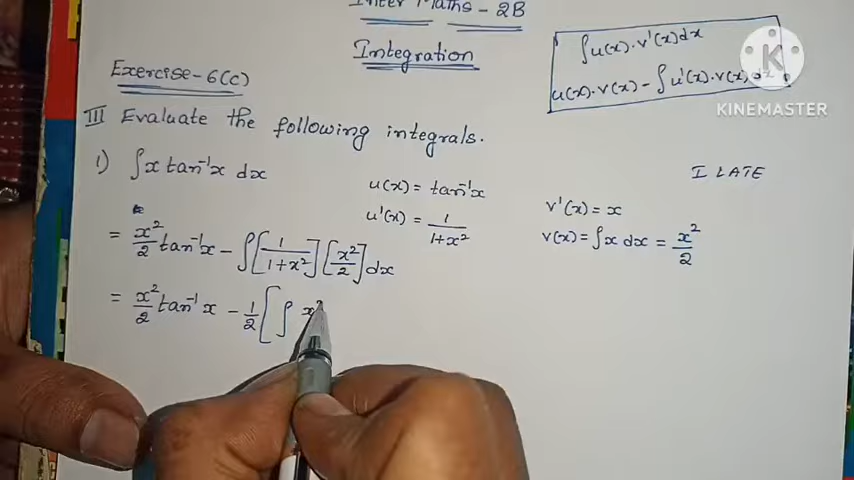 Inter Maths - 2B
Integration
Exercise - 6(c)
∫u(x)·v'(x)dx
u(x)·v(x) - ∫u'(x)·v(x) dx
K
KINEMASTER
III Evaluate the following integrals.
1) ∫x tan⁻¹x dx
u(x) = tan⁻¹x
v'(x) = x
I LATE
u'(x) = 1/(1+x²)
v(x) = ∫x dx = x²/2
= x²/2 tan⁻¹x - ∫[1/(1+x²)][x²/2]dx
= x²/2 tan⁻¹x - 1/2 [∫ x²